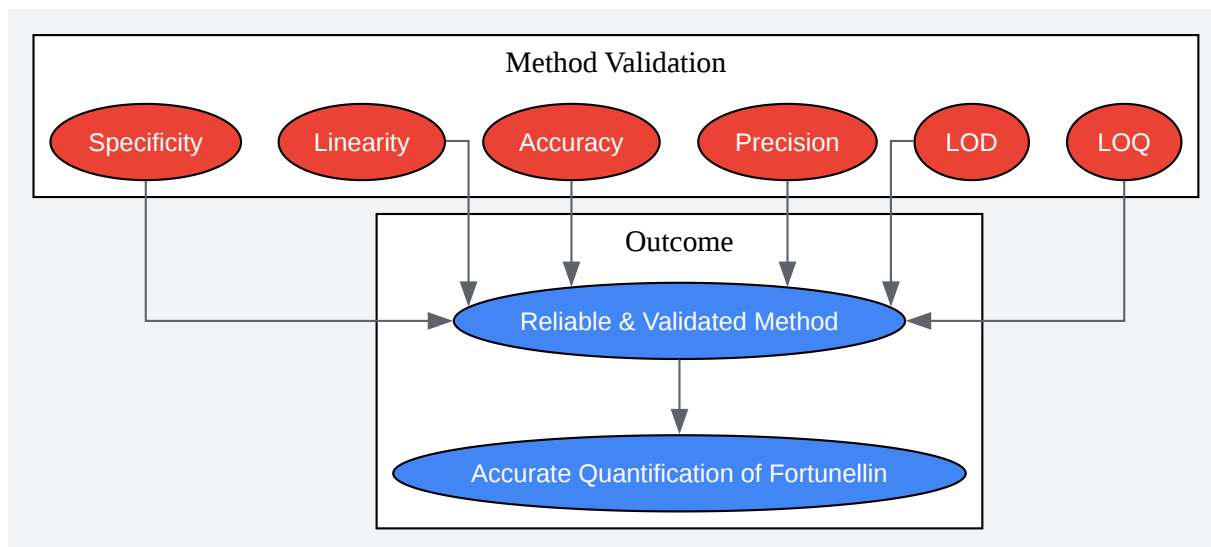 Method Validation
Specificity
Linearity
Accuracy
Precision
LOD
LOQ
Outcome
Reliable & Validated Method
Accurate Quantification of Fortunellin